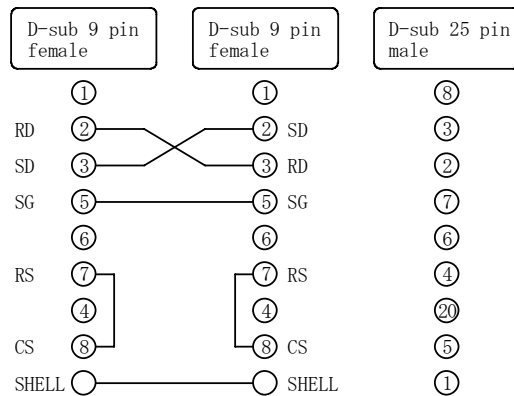 D-sub 9 pin female
D-sub 9 pin female
D-sub 25 pin male
1 1 8
RD 2 2 SD 3
SD 3 3 RD 2
SG 5 5 SG 7
6 6 6
RS 7 7 RS 4
4 4 20
CS 8 8 CS 5
SHELL SHELL 1